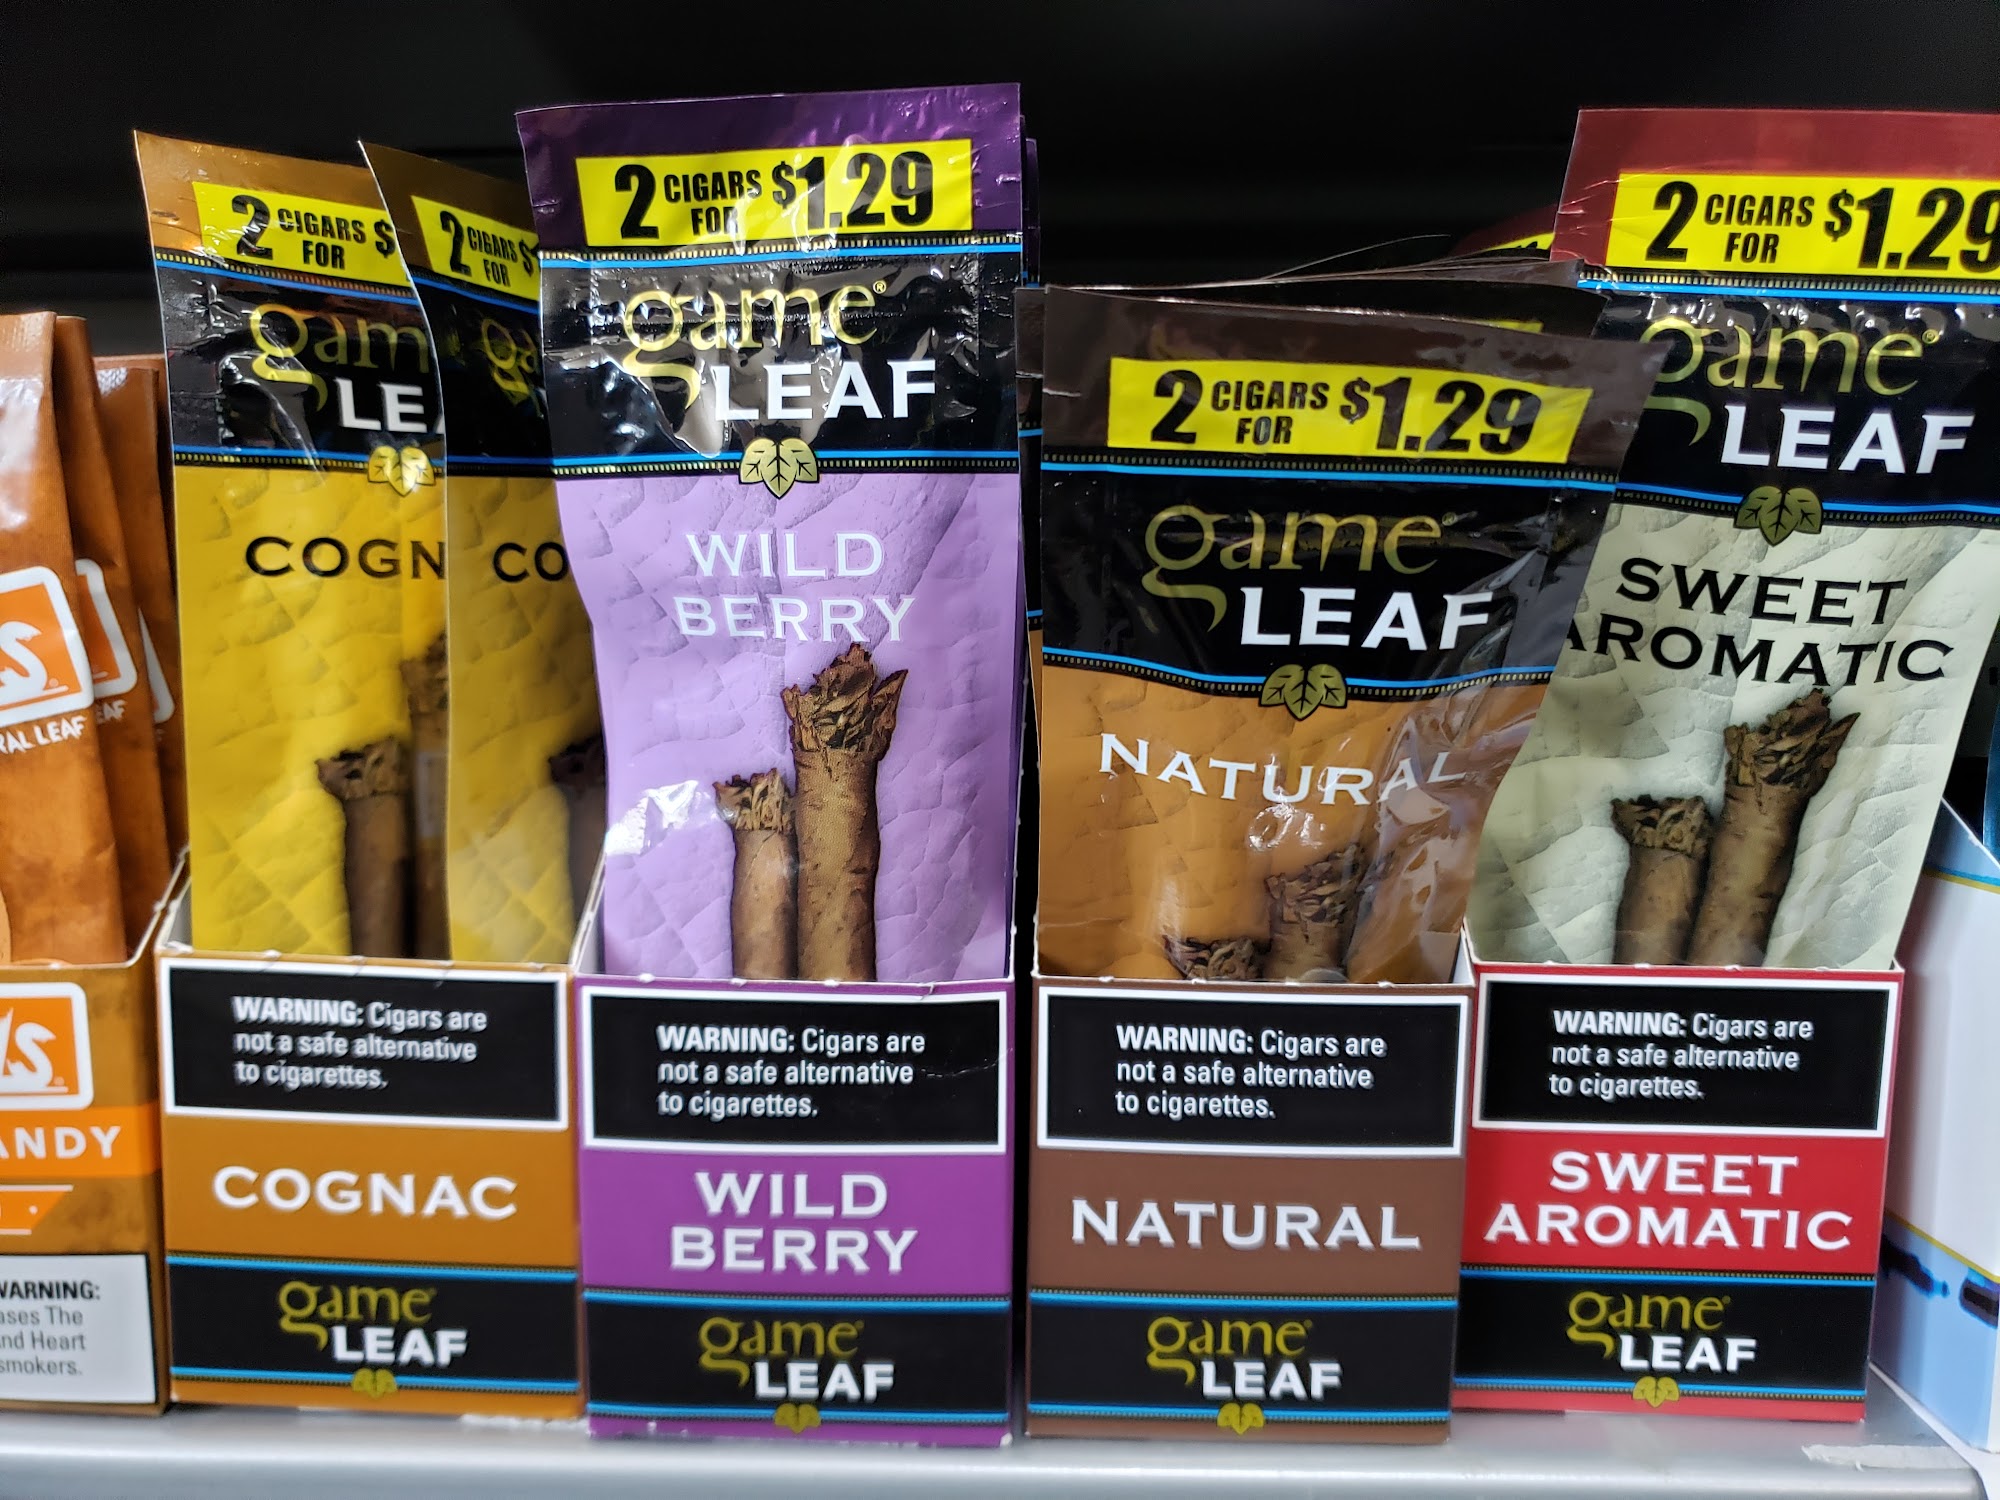 2 CIGARS FOR $
game
LE
COGN
2 CIGARS FOR $
CO
2 CIGARS FOR $1.29
game®
LEAF
WILD
BERRY
2 CIGARS FOR $1.29
game®
LEAF
NATURAL
2 CIGARS FOR $1.29
game®
LEAF
SWEET
AROMATIC
LEAF
WARNING: Cigars are
not a safe alternative
to cigarettes.
COGNAC
game
LEAF
WARNING: Cigars are
not a safe alternative
to cigarettes.
WILD
BERRY
game
LEAF
WARNING: Cigars are
not a safe alternative
to cigarettes.
NATURAL
game
LEAF
WARNING: Cigars are
not a safe alternative
to cigarettes.
SWEET
AROMATIC
game
LEAF
WARNING:
The
Heart
smokers.